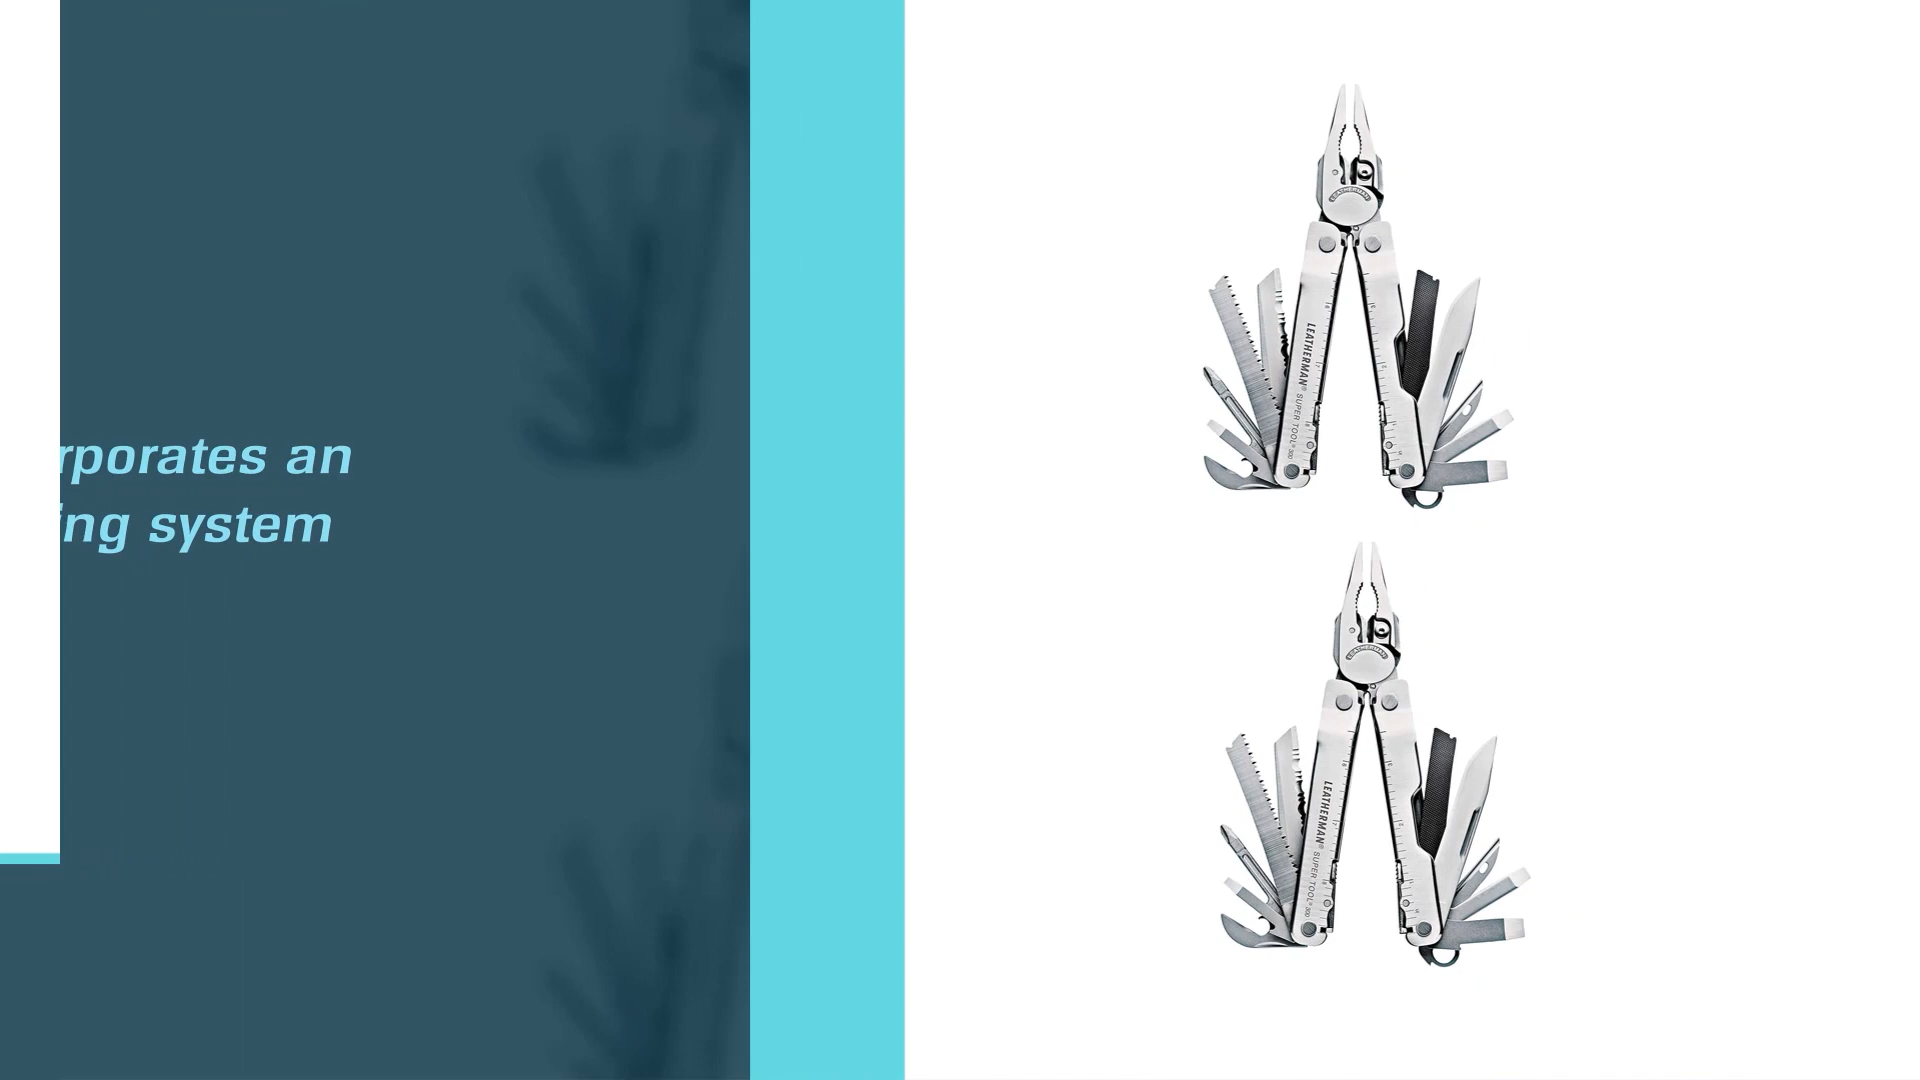 rporates an
ing system
LEATHERMAN® SUPER TOOL® 300
LEATHERMAN® SUPER TOOL® 300